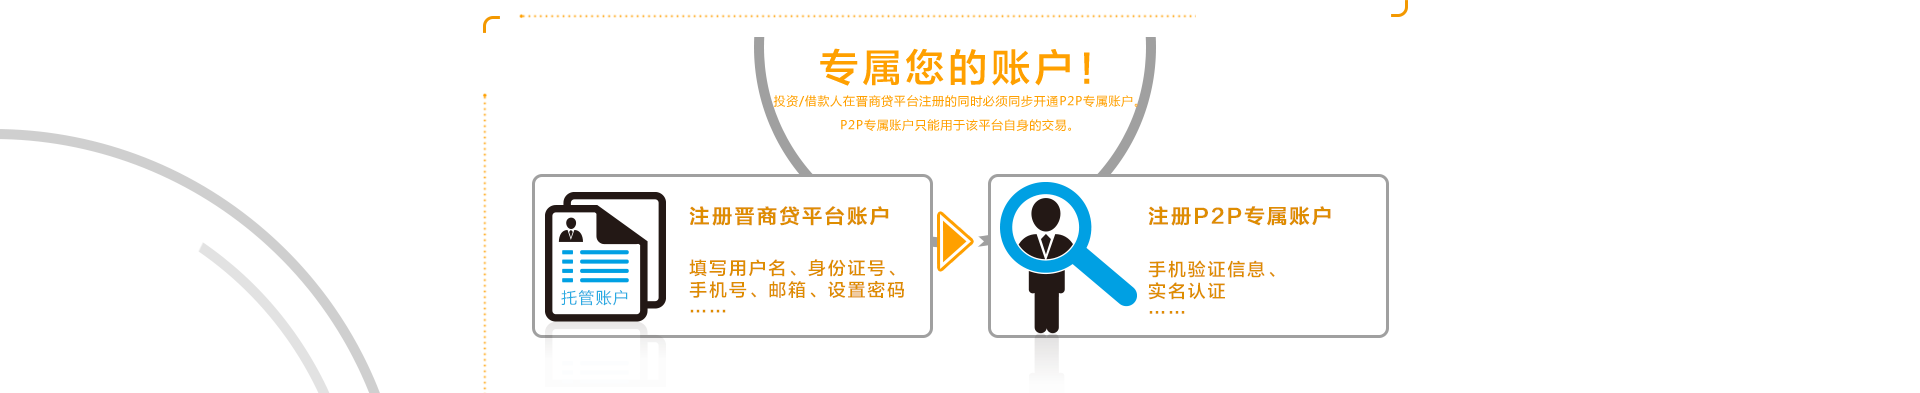 专属您的账户！
投资/借款人在晋商贷平台注册的同时必须同步开通P2P专属账户，
P2P专属账户只能用于该平台自身的交易。
注册晋商贷平台账户
填写用户名、身份证号、
手机号、邮箱、设置密码
……
托管账户
注册P2P专属账户
手机验证信息、
实名认证
……